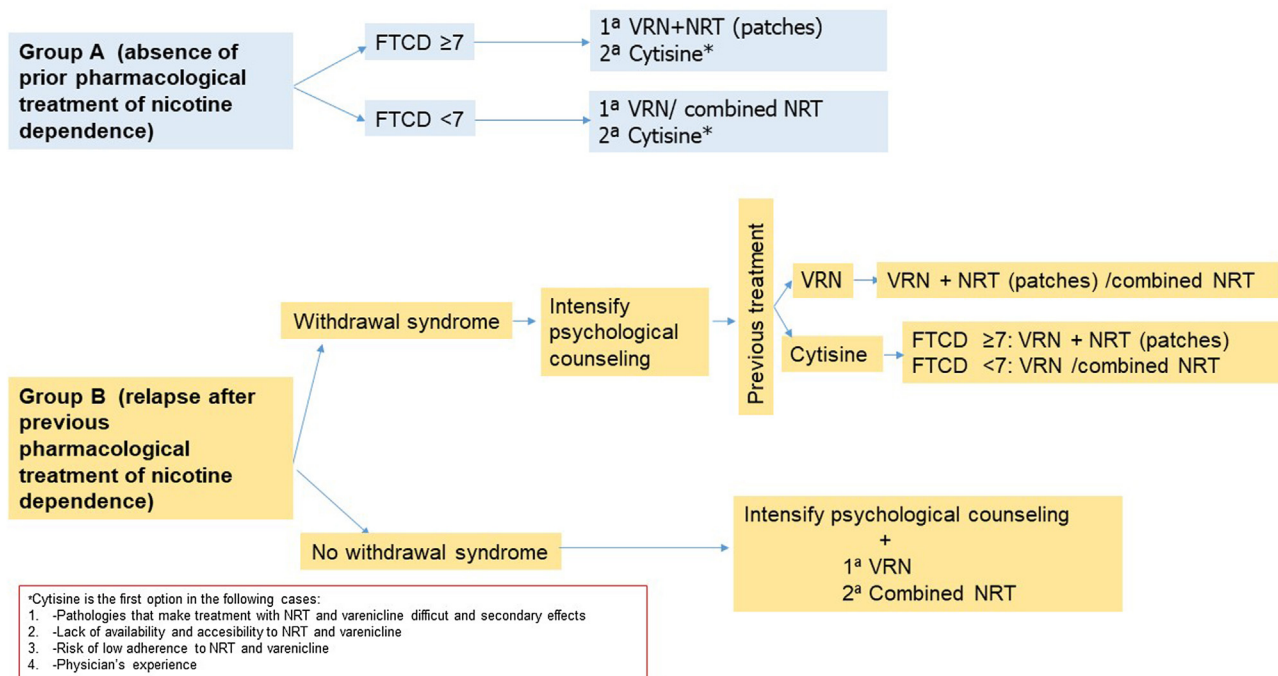 Group A (absence of
prior pharmacological
treatment of nicotine
dependence)
FTCD ≥7
1ª VRN+NRT (patches)
2ª Cytisine*
FTCD <7
1ª VRN/ combined NRT
2ª Cytisine*
Group B (relapse after
previous
pharmacological
treatment of nicotine
dependence)
Withdrawal syndrome
Intensify
psychological
counseling
Previous treatment
VRN
VRN + NRT (patches) /combined NRT
Cytisine
FTCD ≥7: VRN + NRT (patches)
FTCD <7: VRN /combined NRT
No withdrawal syndrome
Intensify psychological counseling
+
1ª VRN
2ª Combined NRT
*Cytisine is the first option in the following cases:
1. -Pathologies that make treatment with NRT and varenicline difficut and secondary effects
2. -Lack of availability and accesibility to NRT and varenicline
3. -Risk of low adherence to NRT and varenicline
4. -Physician's experience